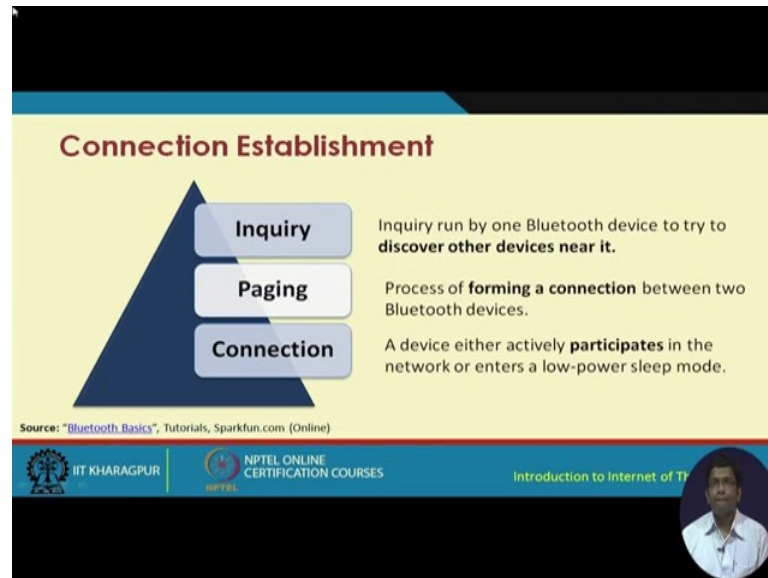 Connection Establishment
Inquiry
Inquiry run by one Bluetooth device to try to
discover other devices near it.
Paging
Process of forming a connection between two
Bluetooth devices.
Connection
A device either actively participates in the
network or enters a low-power sleep mode.
Source: "Bluetooth Basics", Tutorials, Sparkfun.com (Online)
IIT KHARAGPUR
NPTEL
NPTEL ONLINE
CERTIFICATION COURSES
Introduction to Internet of